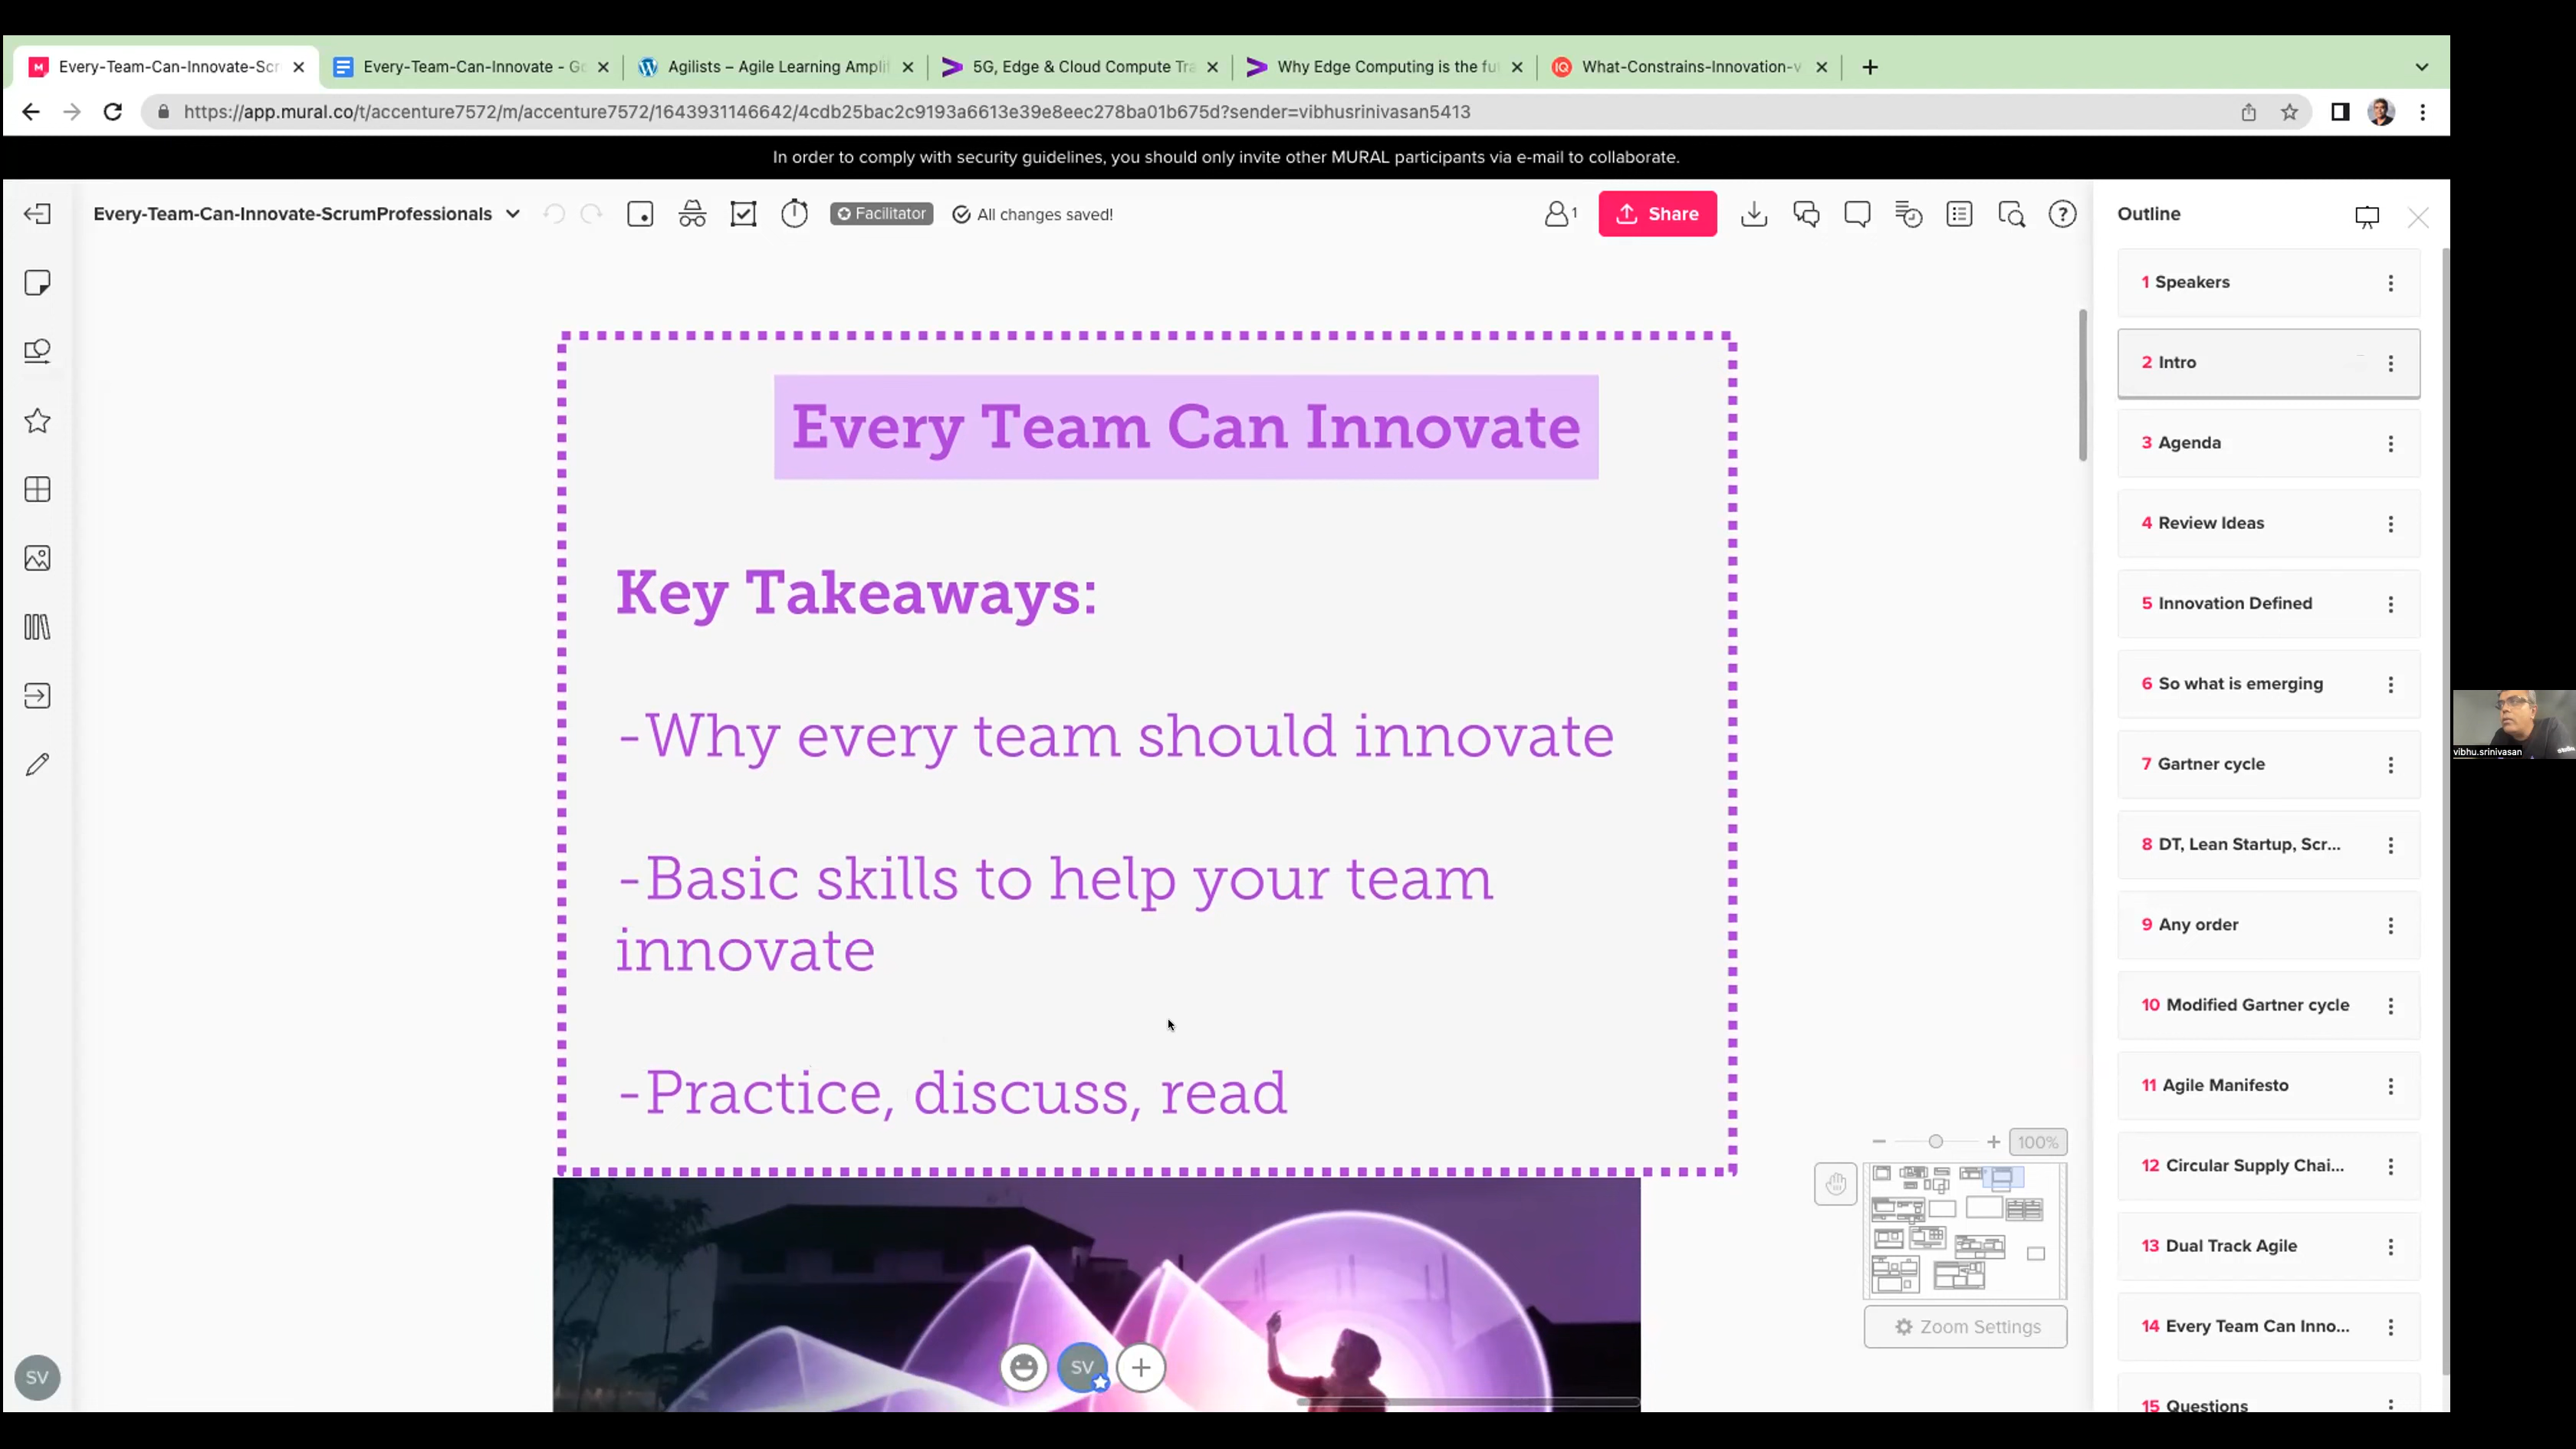 Every-Team-Can-Innovate-Scr
Every-Team-Can-Innovate - Go
Agilists – Agile Learning Amplif
5G, Edge & Cloud Compute Tra
Why Edge Computing is the fut
What-Constrains-Innovation-v
https://app.mural.co/t/accenture7572/m/accenture7572/1643931146642/4cdb25bac2c9193a6613e39e8eec278ba01b675d?sender=vibhusrinivasan5413
In order to comply with security guidelines, you should only invite other MURAL participants via e-mail to collaborate.
Every-Team-Can-Innovate-ScrumProfessionals
Facilitator
All changes saved!
1
Share
Outline
1 Speakers
2 Intro
3 Agenda
4 Review Ideas
5 Innovation Defined
6 So what is emerging
7 Gartner cycle
8 DT, Lean Startup, Scr...
9 Any order
10 Modified Gartner cycle
11 Agile Manifesto
12 Circular Supply Chai...
13 Dual Track Agile
14 Every Team Can Inno...
15 Questions
Every Team Can Innovate
Key Takeaways:
-Why every team should innovate
-Basic skills to help your team
innovate
-Practice, discuss, read
100%
Zoom Settings
SV
SV
vibhu.srinivasan